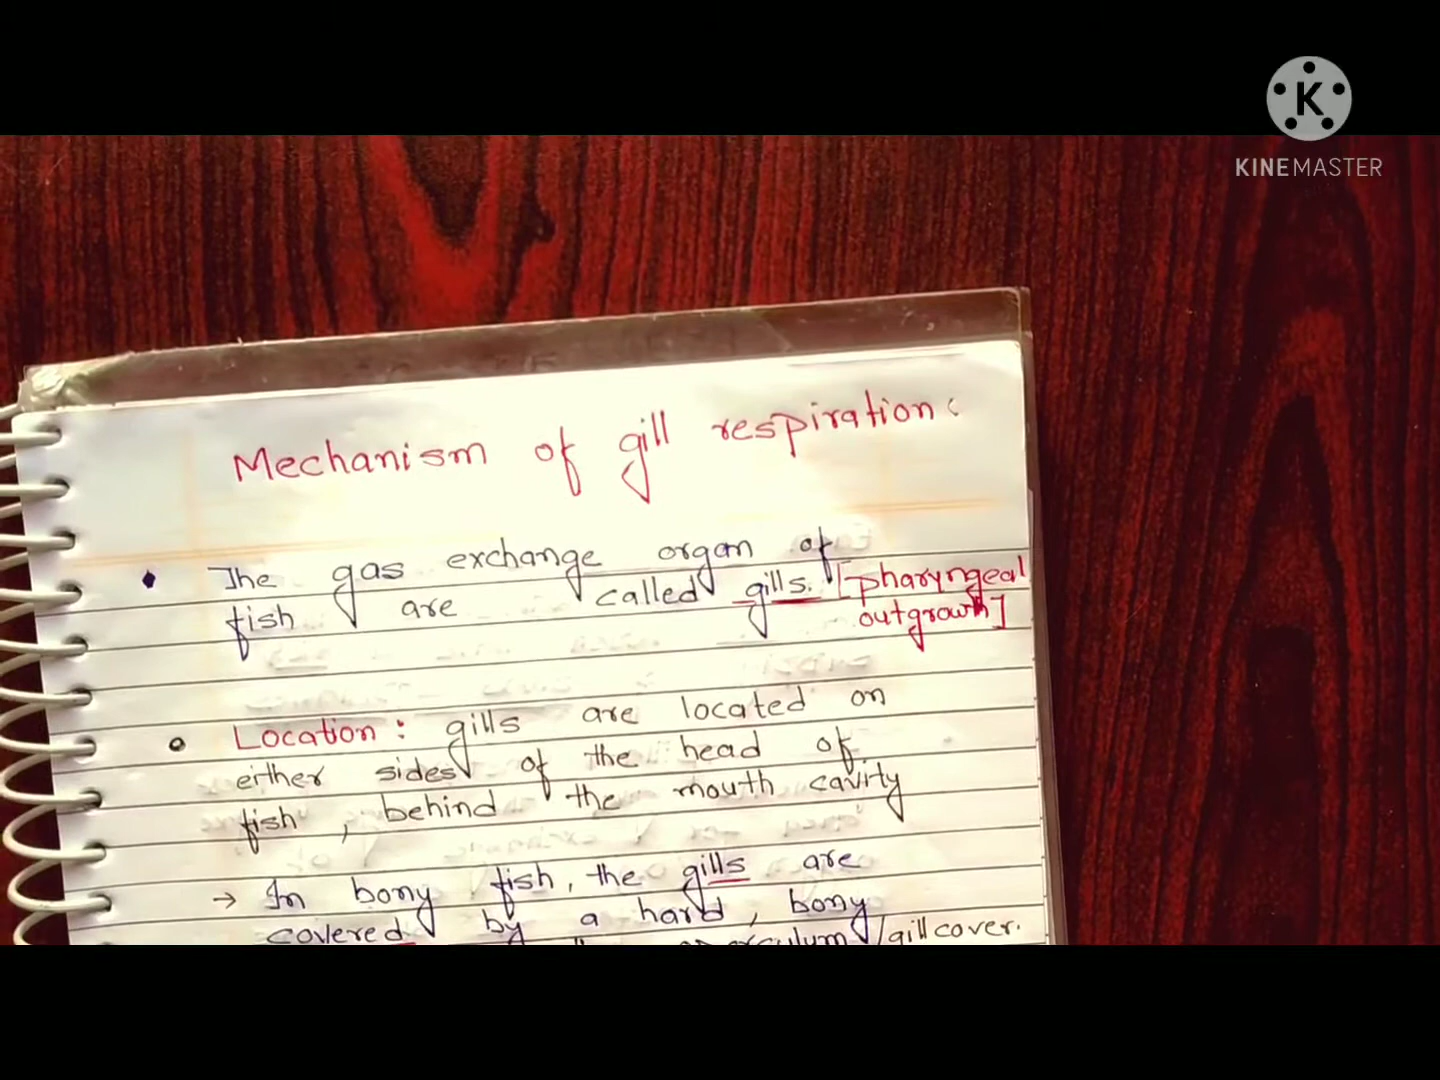 K
KINEMASTER
Mechanism of gill respiration:
The gas exchange organ of
fish are called gills. [pharyngeal
outgrowth]
Location: gills are located on
either sides of the head of
fish, behind the mouth cavity
→ In bony fish, the gills are
covered by a hard, bony
operculum/gill cover.